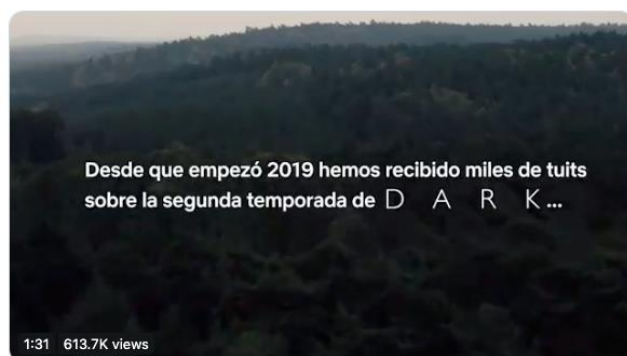 Desde que empezó 2019 hemos recibido miles de tuits
sobre la segunda temporada de D A R K...
1:31 613.7K views